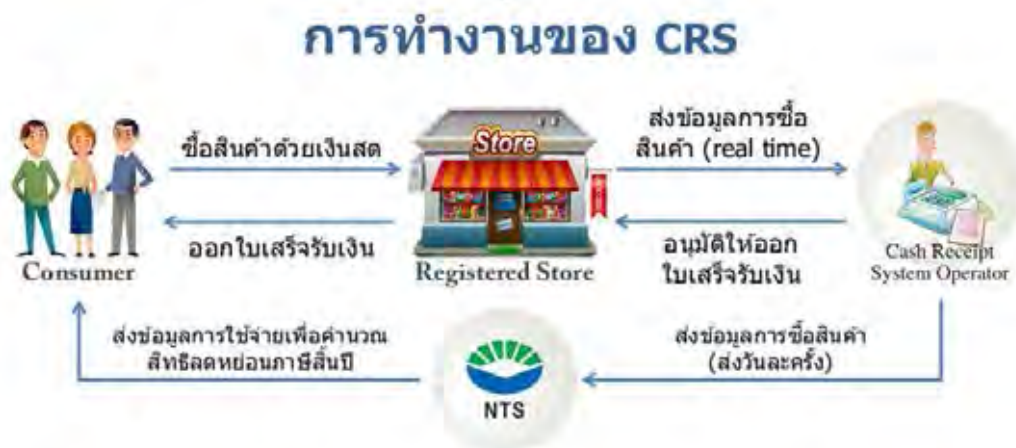 การทำงานของ CRS
ซื้อสินค้าด้วยเงินสด
Store
ส่งข้อมูลการซื้อ
สินค้า (real time)
ออกใบเสร็จรับเงิน
อนุมัติให้ออก
ใบเสร็จรับเงิน
Consumer
Registered Store
Cash Receipt
System Operator
ส่งข้อมูลการใช้จ่ายเพื่อคำนวณ
สิทธิลดหย่อนภาษีสิ้นปี
ส่งข้อมูลการซื้อสินค้า
(ส่งวันละครั้ง)
NTS